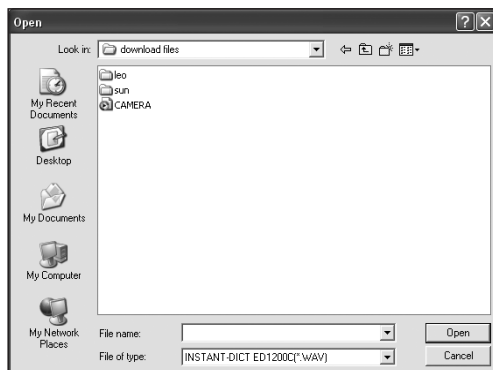 Open
Look in:
download files
leo
sun
CAMERA
My Recent
Documents
Desktop
My Documents
My Computer
My Network
Places
File name:
Open
File of type:
INSTANT-DICT ED1200C(*.WAV)
Cancel